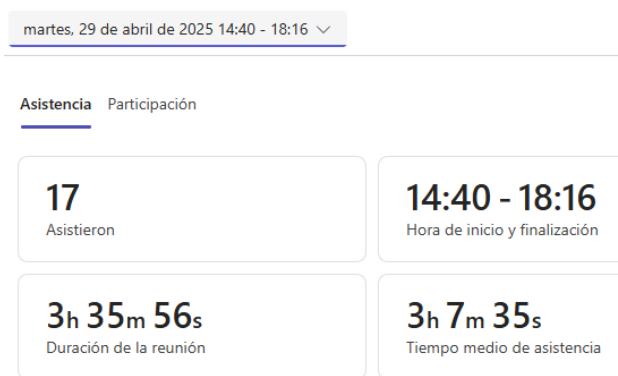 martes, 29 de abril de 2025 14:40 - 18:16
Asistencia Participación
17
Asistieron
14:40 - 18:16
Hora de inicio y finalización
3h 35m 56s
Duración de la reunión
3h 7m 35s
Tiempo medio de asistencia